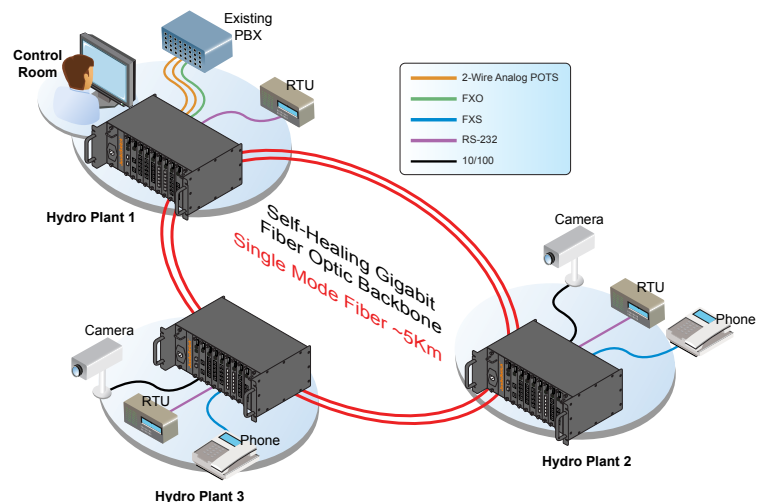 Existing
PBX
Control
Room
RTU
2-Wire Analog POTS
FXO
FXS
RS-232
10/100
Hydro Plant 1
Self-Healing Gigabit
Fiber Optic Backbone
Single Mode Fiber ~5Km
Camera
RTU
Phone
Hydro Plant 2
Camera
RTU
Phone
Hydro Plant 3